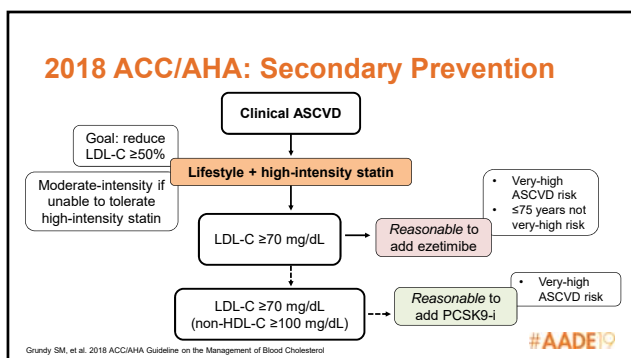 2018 ACC/AHA: Secondary Prevention
Clinical ASCVD
Goal: reduce
LDL-C ≥50%
Lifestyle + high-intensity statin
Moderate-intensity if
unable to tolerate
high-intensity statin
LDL-C ≥70 mg/dL
Reasonable to
add ezetimibe
• Very-high
ASCVD risk
• ≤75 years not
very-high risk
LDL-C ≥70 mg/dL
(non-HDL-C ≥100 mg/dL)
Reasonable to
add PCSK9-i
• Very-high
ASCVD risk
Grundy SM, et al. 2018 ACC/AHA Guideline on the Management of Blood Cholesterol
#AADE19